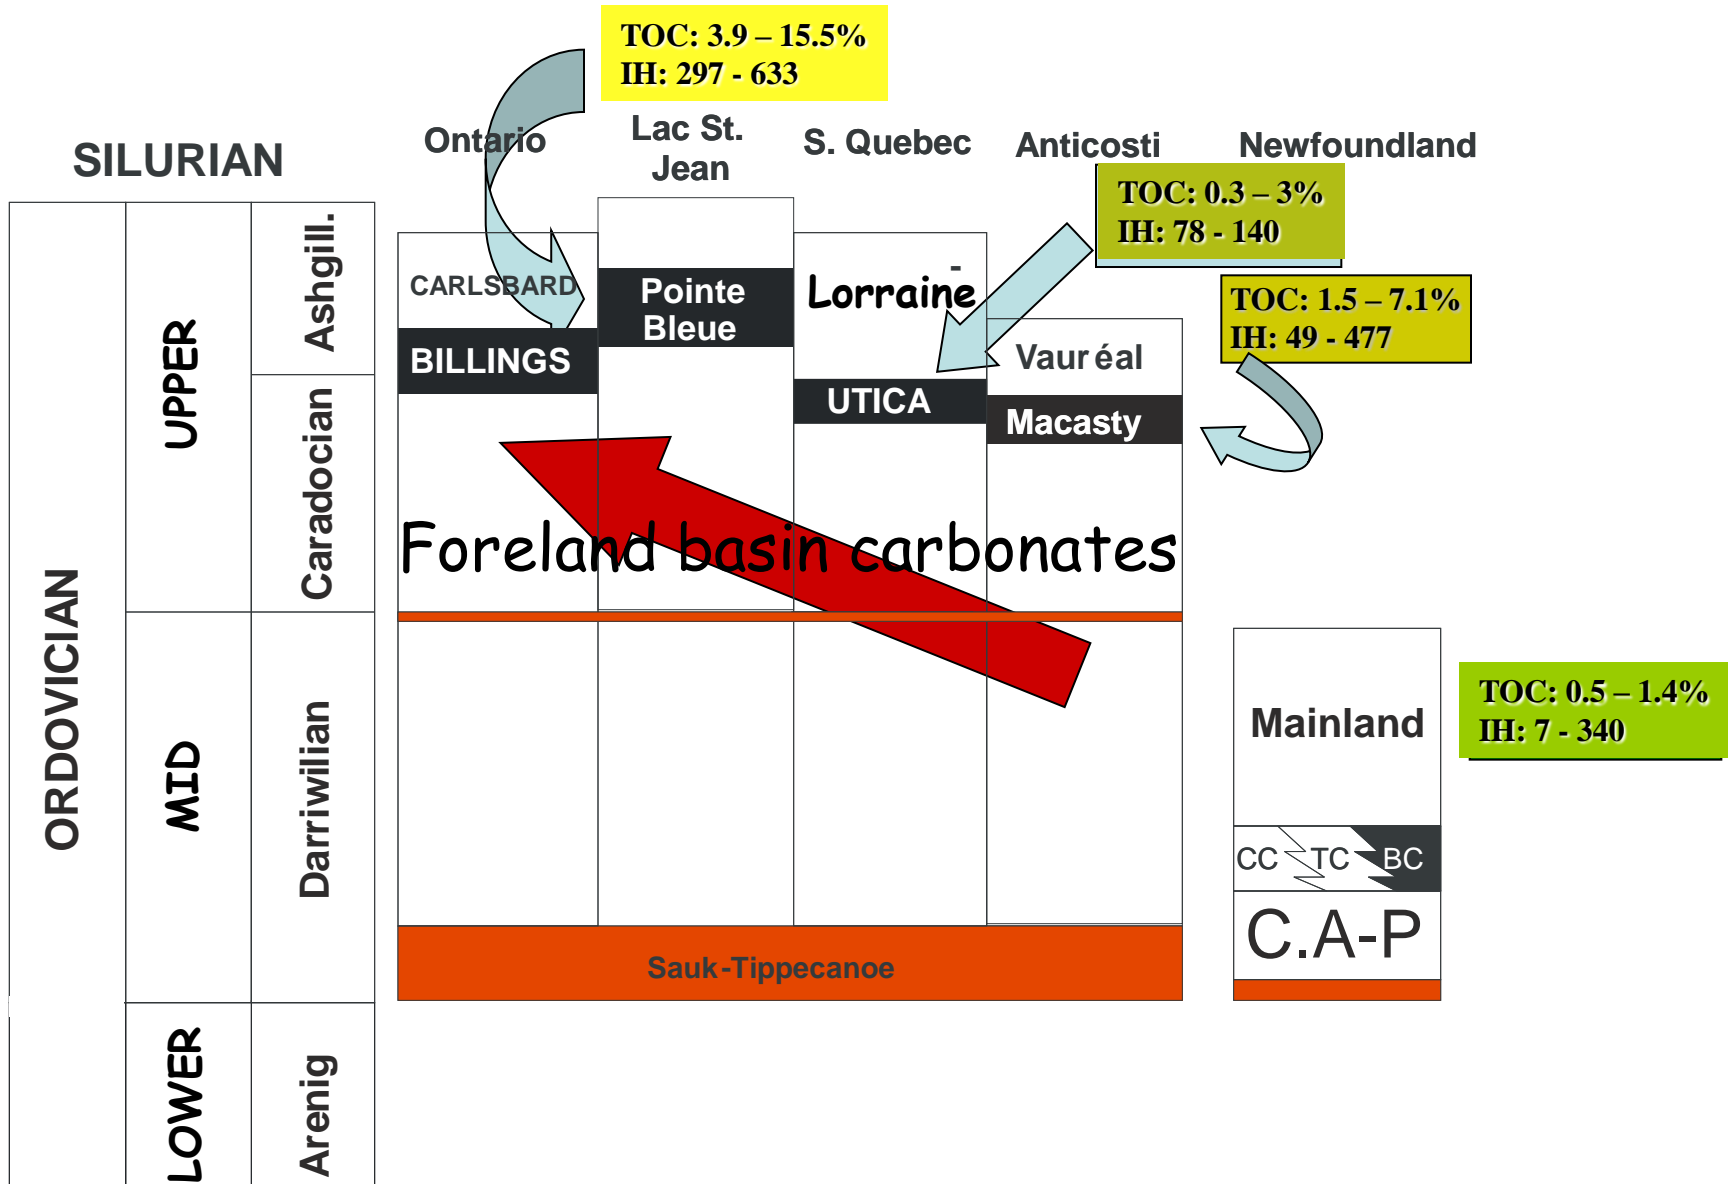 TOC: 3.9 – 15.5%
IH: 297 - 633
SILURIAN
Ontario
Lac St.
Jean
S. Quebec
Anticosti
Newfoundland
TOC: 0.3 – 3%
IH: 78 - 140
TOC: 1.5 – 7.1%
IH: 49 - 477
ORDOVICIAN
UPPER
MID
LOWER
Ashgill.
Caradocian
Darriwilian
Arenig
CARLSBARD
BILLINGS
Pointe
Bleue
-
Lorraine
UTICA
Vauréal
Macasty
Foreland basin carbonates
Mainland
TOC: 0.5 – 1.4%
IH: 7 - 340
CC TC BC
C.A-P
Sauk-Tippecanoe